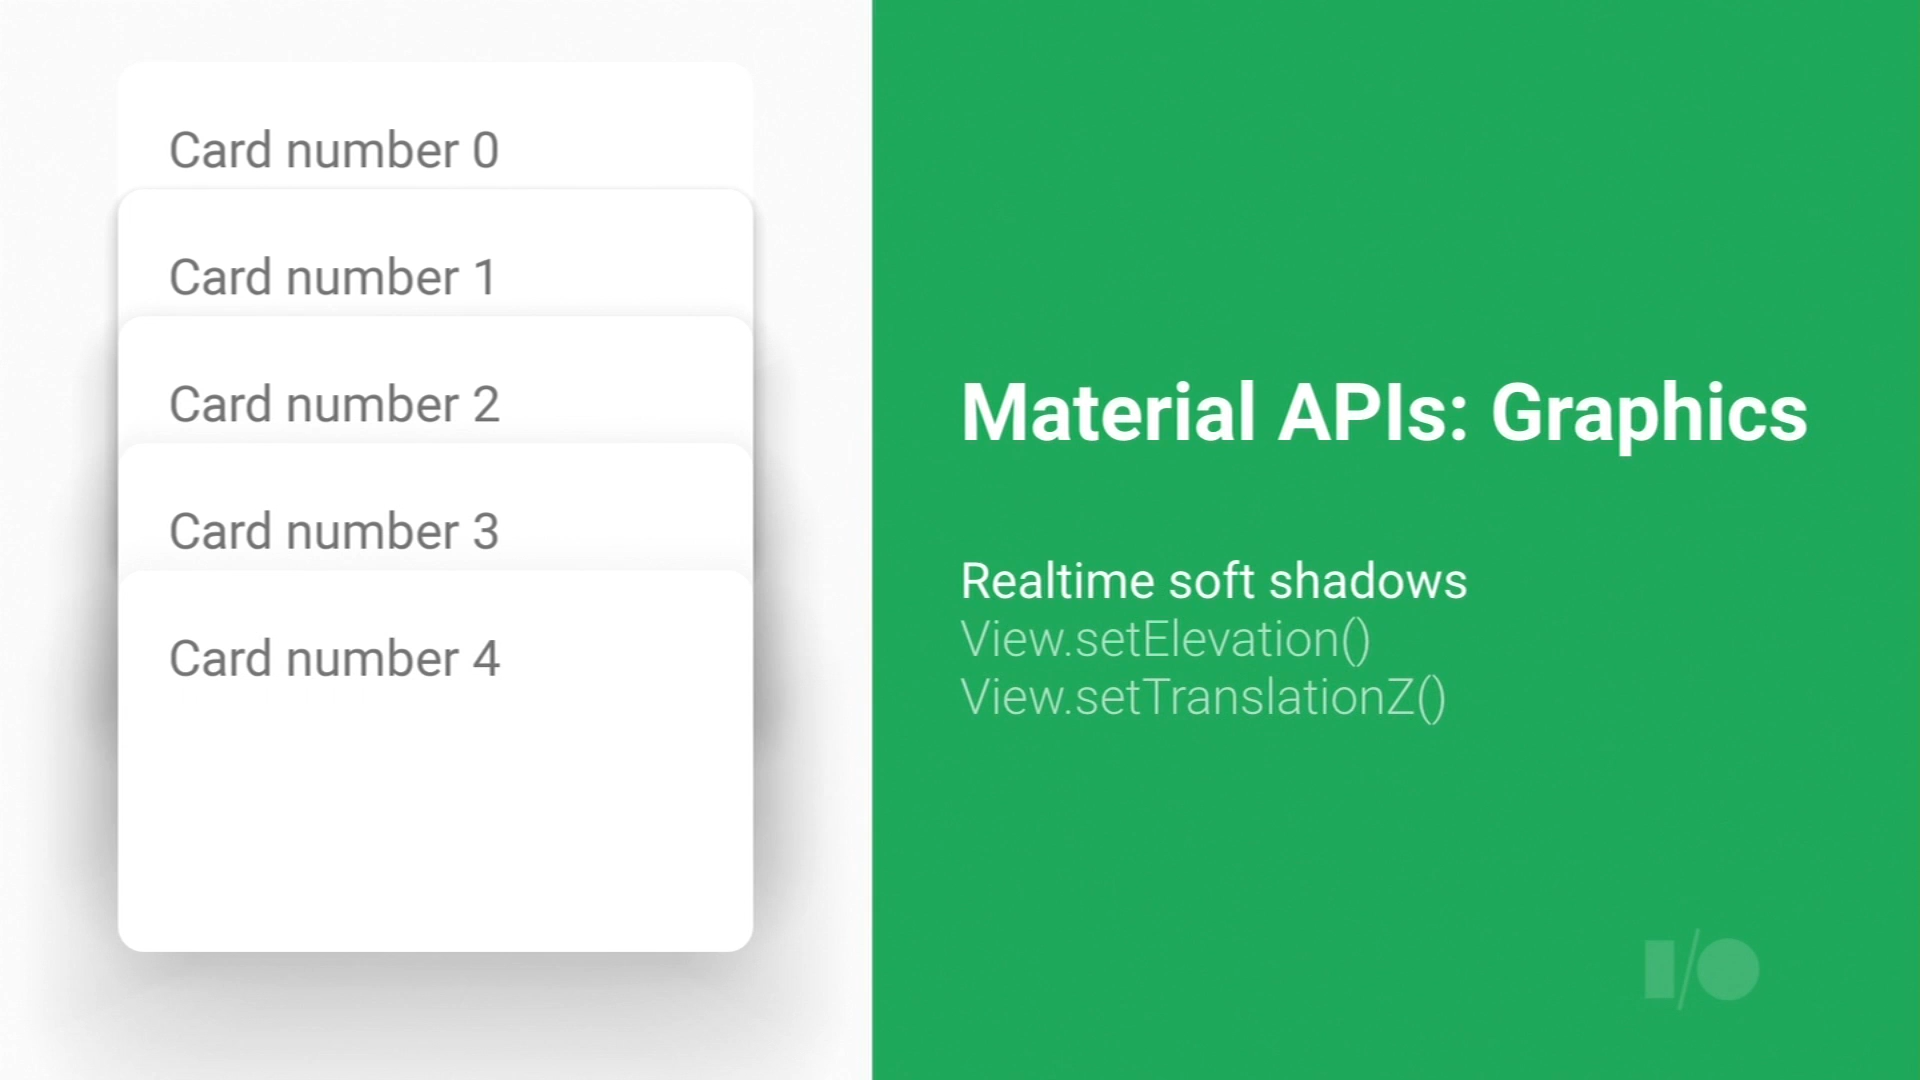 Card number 0
Card number 1
Card number 2
Card number 3
Card number 4
Material APIs: Graphics
Realtime soft shadows
View.setElevation()
View.setTranslationZ()
I/O